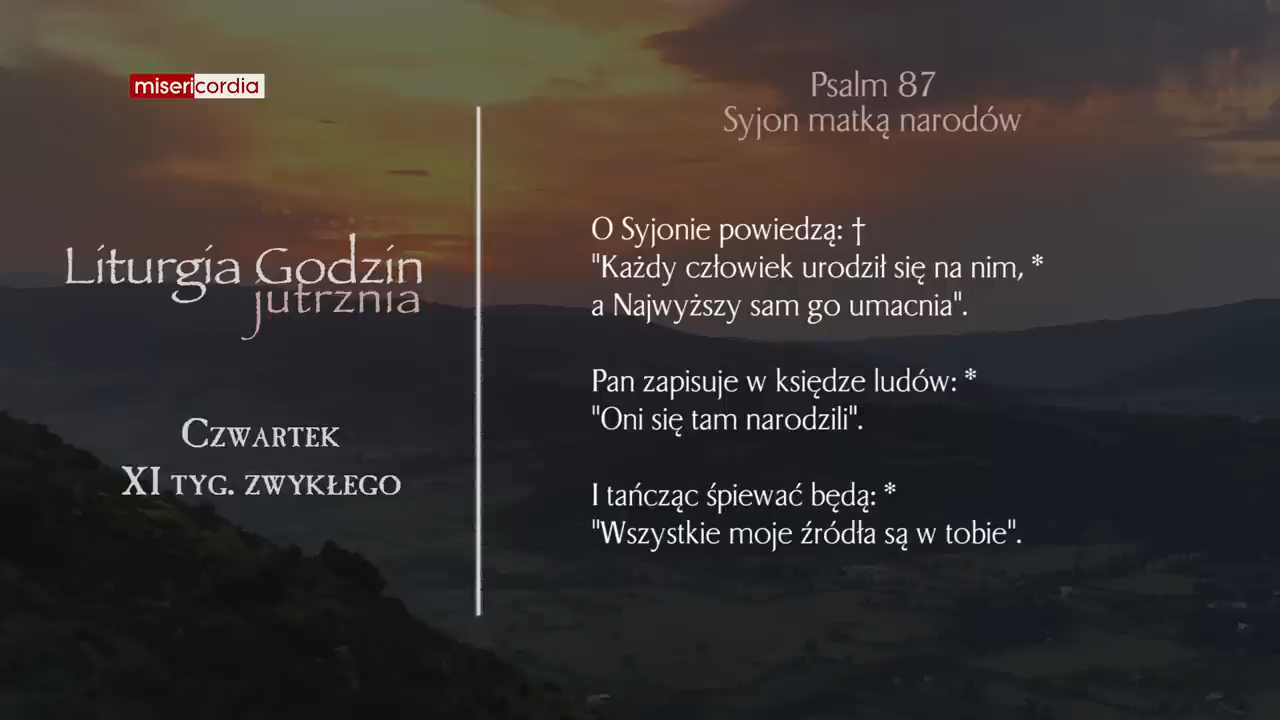 misericordia
Liturgia Godzin
jutrznia
Czwartek
XI tyg. zwykłego
Psalm 87
Syjon matką narodów
O Syjonie powiedzą: †
"Każdy człowiek urodził się na nim, *
a Najwyższy sam go umacnia".
Pan zapisuje w księdze ludów: *
"Oni się tam narodzili".
I tańcząc śpiewać będą: *
"Wszystkie moje źródła są w tobie".